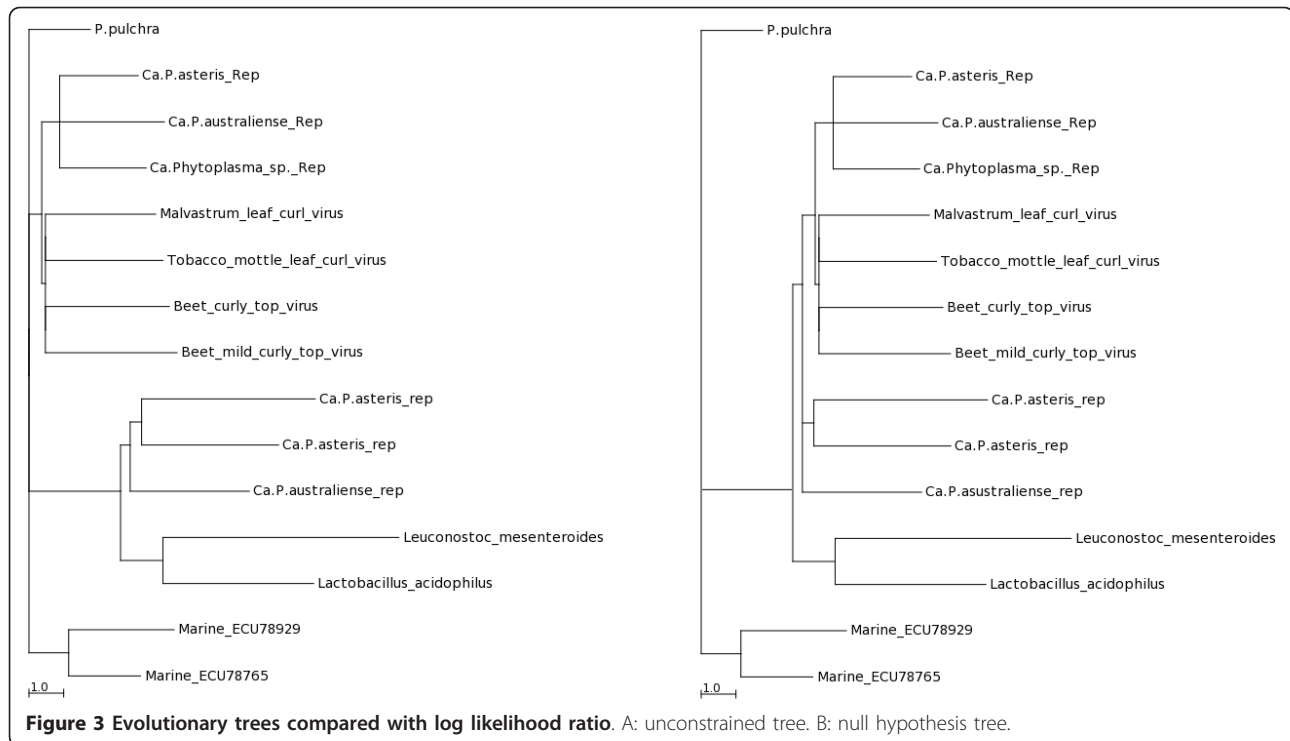 P.pulchra
Ca.P.asteris_Rep
Ca.P.australiense_Rep
Ca.Phytoplasma_sp._Rep
Malvastrum_leaf_curl_virus
Tobacco_mottle_leaf_curl_virus
Beet_curly_top_virus
Beet_mild_curly_top_virus
Ca.P.asteris_rep
Ca.P.asteris_rep
Ca.P.australiense_rep
Leuconostoc_mesenteroides
Lactobacillus_acidophilus
Marine_ECU78929
Marine_ECU78765
1.0
P.pulchra
Ca.P.asteris_Rep
Ca.P.australiense_Rep
Ca.Phytoplasma_sp._Rep
Malvastrum_leaf_curl_virus
Tobacco_mottle_leaf_curl_virus
Beet_curly_top_virus
Beet_mild_curly_top_virus
Ca.P.asteris_rep
Ca.P.asteris_rep
Ca.P.asustraliense_rep
Leuconostoc_mesenteroides
Lactobacillus_acidophilus
Marine_ECU78929
Marine_ECU78765
1.0
Figure 3 Evolutionary trees compared with log likelihood ratio. A: unconstrained tree. B: null hypothesis tree.